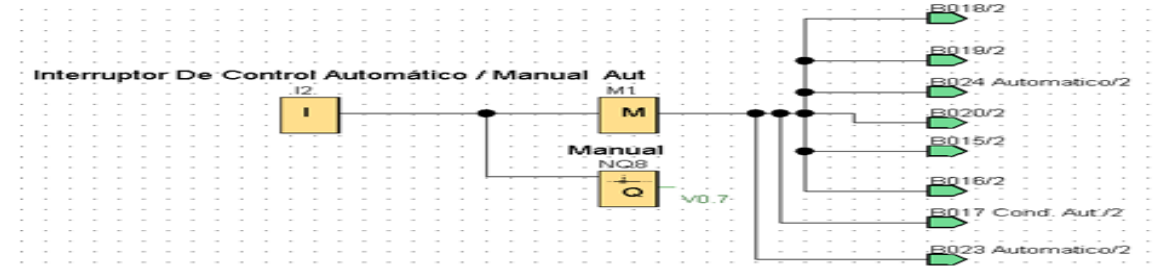 B018/2
B019/2
Interruptor De Control Automático / Manual Aut
I2
M1
B024 Automatico/2
I
M
B020/2
Manual
B015/2
NQ8
B016/2
Q
V0.7
B017 Cond. Aut./2
B023 Automatico/2